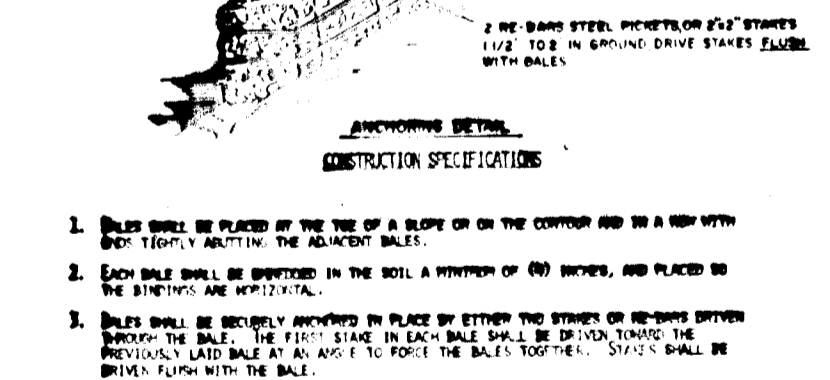 2 RE-BARS STEEL PICKETS, OR 2"x2" STAKES
1 1/2' TO 2' IN GROUND DRIVE STAKES FLUSH
WITH BALES
ANCHORING DETAIL
CONSTRUCTION SPECIFICATIONS
1. BALES SHALL BE PLACED AT THE TOE OF A SLOPE OR ON THE CONTOUR AND IN A ROW WITH
ENDS TIGHTLY ABUTTING THE ADJACENT BALES.
2. EACH BALE SHALL BE EMBEDDED IN THE SOIL A MINIMUM OF (4) INCHES, AND PLACED SO
THE BINDINGS ARE HORIZONTAL.
3. BALES SHALL BE SECURELY ANCHORED IN PLACE BY EITHER TWO STAKES OR RE-BARS DRIVEN
THROUGH THE BALE. THE FIRST STAKE IN EACH BALE SHALL BE DRIVEN TOWARD THE
PREVIOUSLY LAID BALE AT AN ANGLE TO FORCE THE BALES TOGETHER. STAKES SHALL BE
DRIVEN FLUSH WITH THE BALE.